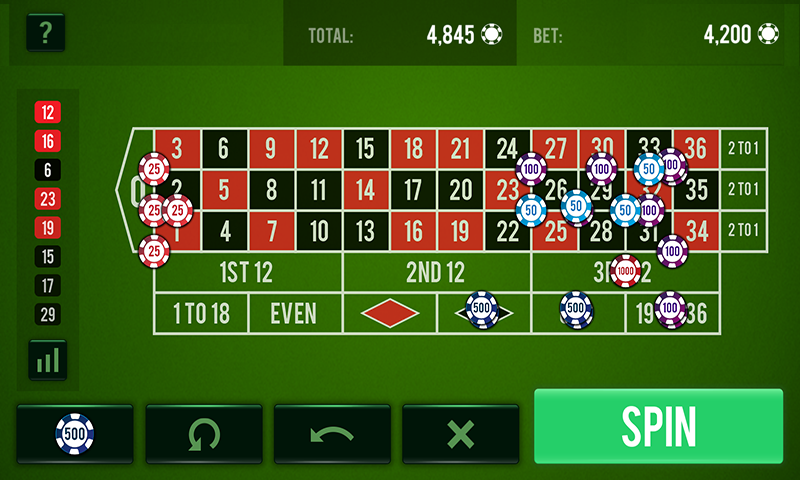 ?
TOTAL: 4,845 BET: 4,200
12
16
6
23
19
15
17
29
3 6 9 12 15 18 21 24 27 30 33 36 2 TO 1
25 100 100 50 100
0 2 5 8 11 14 17 20 23 26 29 35 2 TO 1
25 25 50 50 50 100
1 4 7 10 13 16 19 22 25 28 31 34 2 TO 1
25 100
1ST 12 2ND 12 1000 12
1 TO 18 EVEN 500 500 19 100 36
500
SPIN